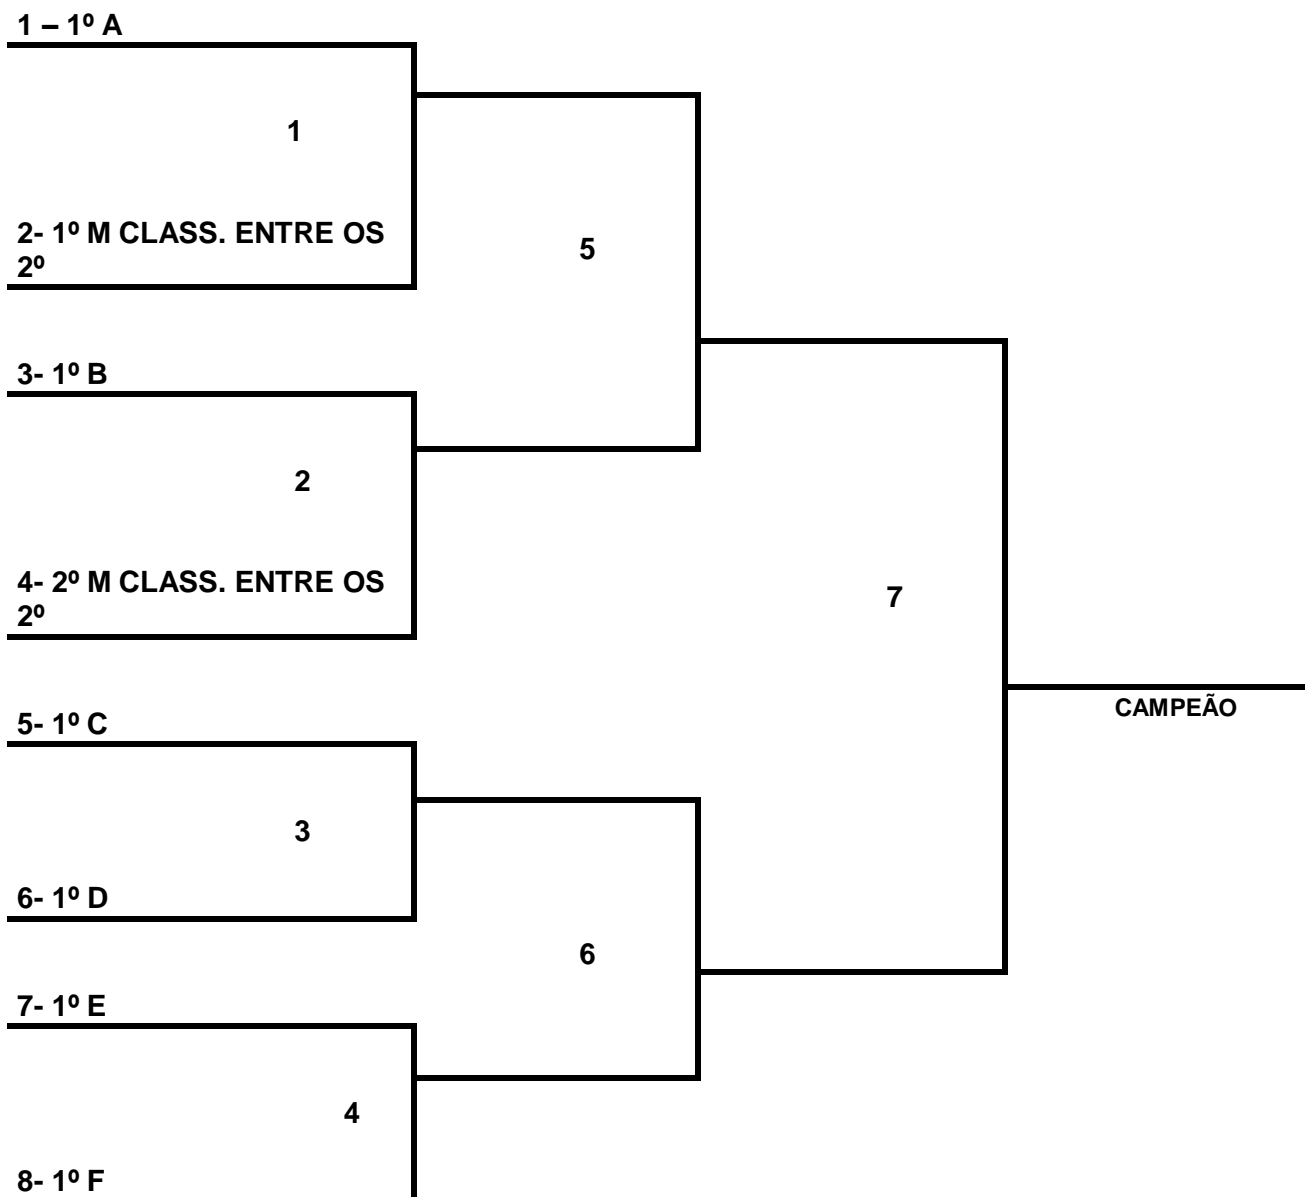 1 – 1º A
1
2- 1º M CLASS. ENTRE OS
2º
5
3- 1º B
2
4- 2º M CLASS. ENTRE OS
2º
7
CAMPEÃO
5- 1º C
3
6- 1º D
6
7- 1º E
4
8- 1º F